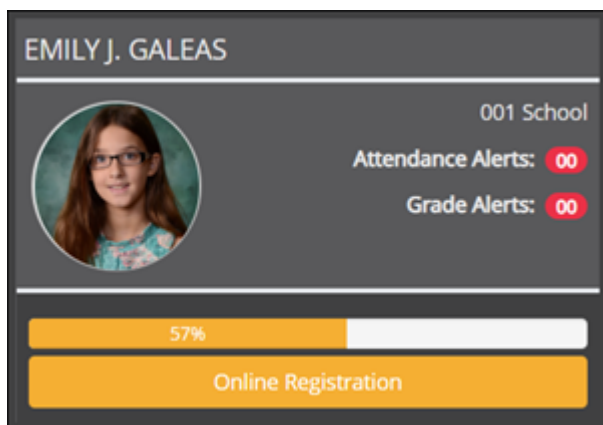 EMILY J. GALEAS
001 School
Attendance Alerts: 00
Grade Alerts: 00
57%
Online Registration